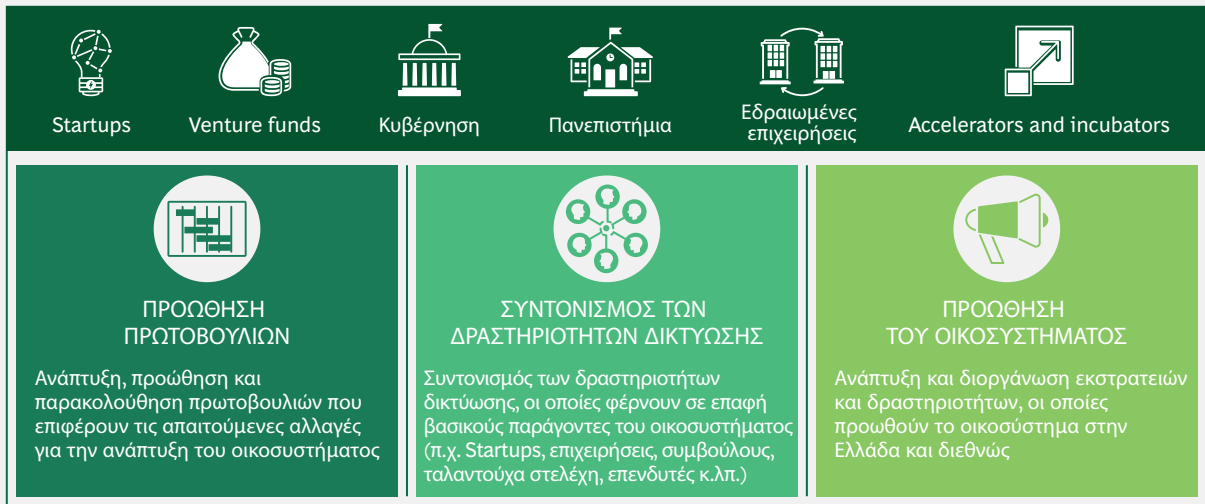 Startups
Venture funds
Κυβέρνηση
Πανεπιστήμια
Εδραιωμένες
επιχειρήσεις
Accelerators and incubators
ΠΡΟΩΘΗΣΗ
ΠΡΩΤΟΒΟΥΛΙΩΝ
Ανάπτυξη, προώθηση και
παρακολούθηση πρωτοβουλιών που
επιφέρουν τις απαιτούμενες αλλαγές
για την ανάπτυξη του οικοσυστήματος
ΣΥΝΤΟΝΙΣΜΟΣ ΤΩΝ
ΔΡΑΣΤΗΡΙΟΤΗΤΩΝ ΔΙΚΤΥΩΣΗΣ
Συντονισμός των δραστηριοτήτων
δικτύωσης, οι οποίες φέρνουν σε επαφή
βασικούς παράγοντες του οικοσυστήματος
(π.χ. Startups, επιχειρήσεις, συμβούλους,
ταλαντούχα στελέχη, επενδυτές κ.λπ.)
ΠΡΟΩΘΗΣΗ
ΤΟΥ ΟΙΚΟΣΥΣΤΗΜΑΤΟΣ
Ανάπτυξη και διοργάνωση εκστρατειών
και δραστηριοτήτων, οι οποίες
προωθούν το οικοσύστημα στην
Ελλάδα και διεθνώς